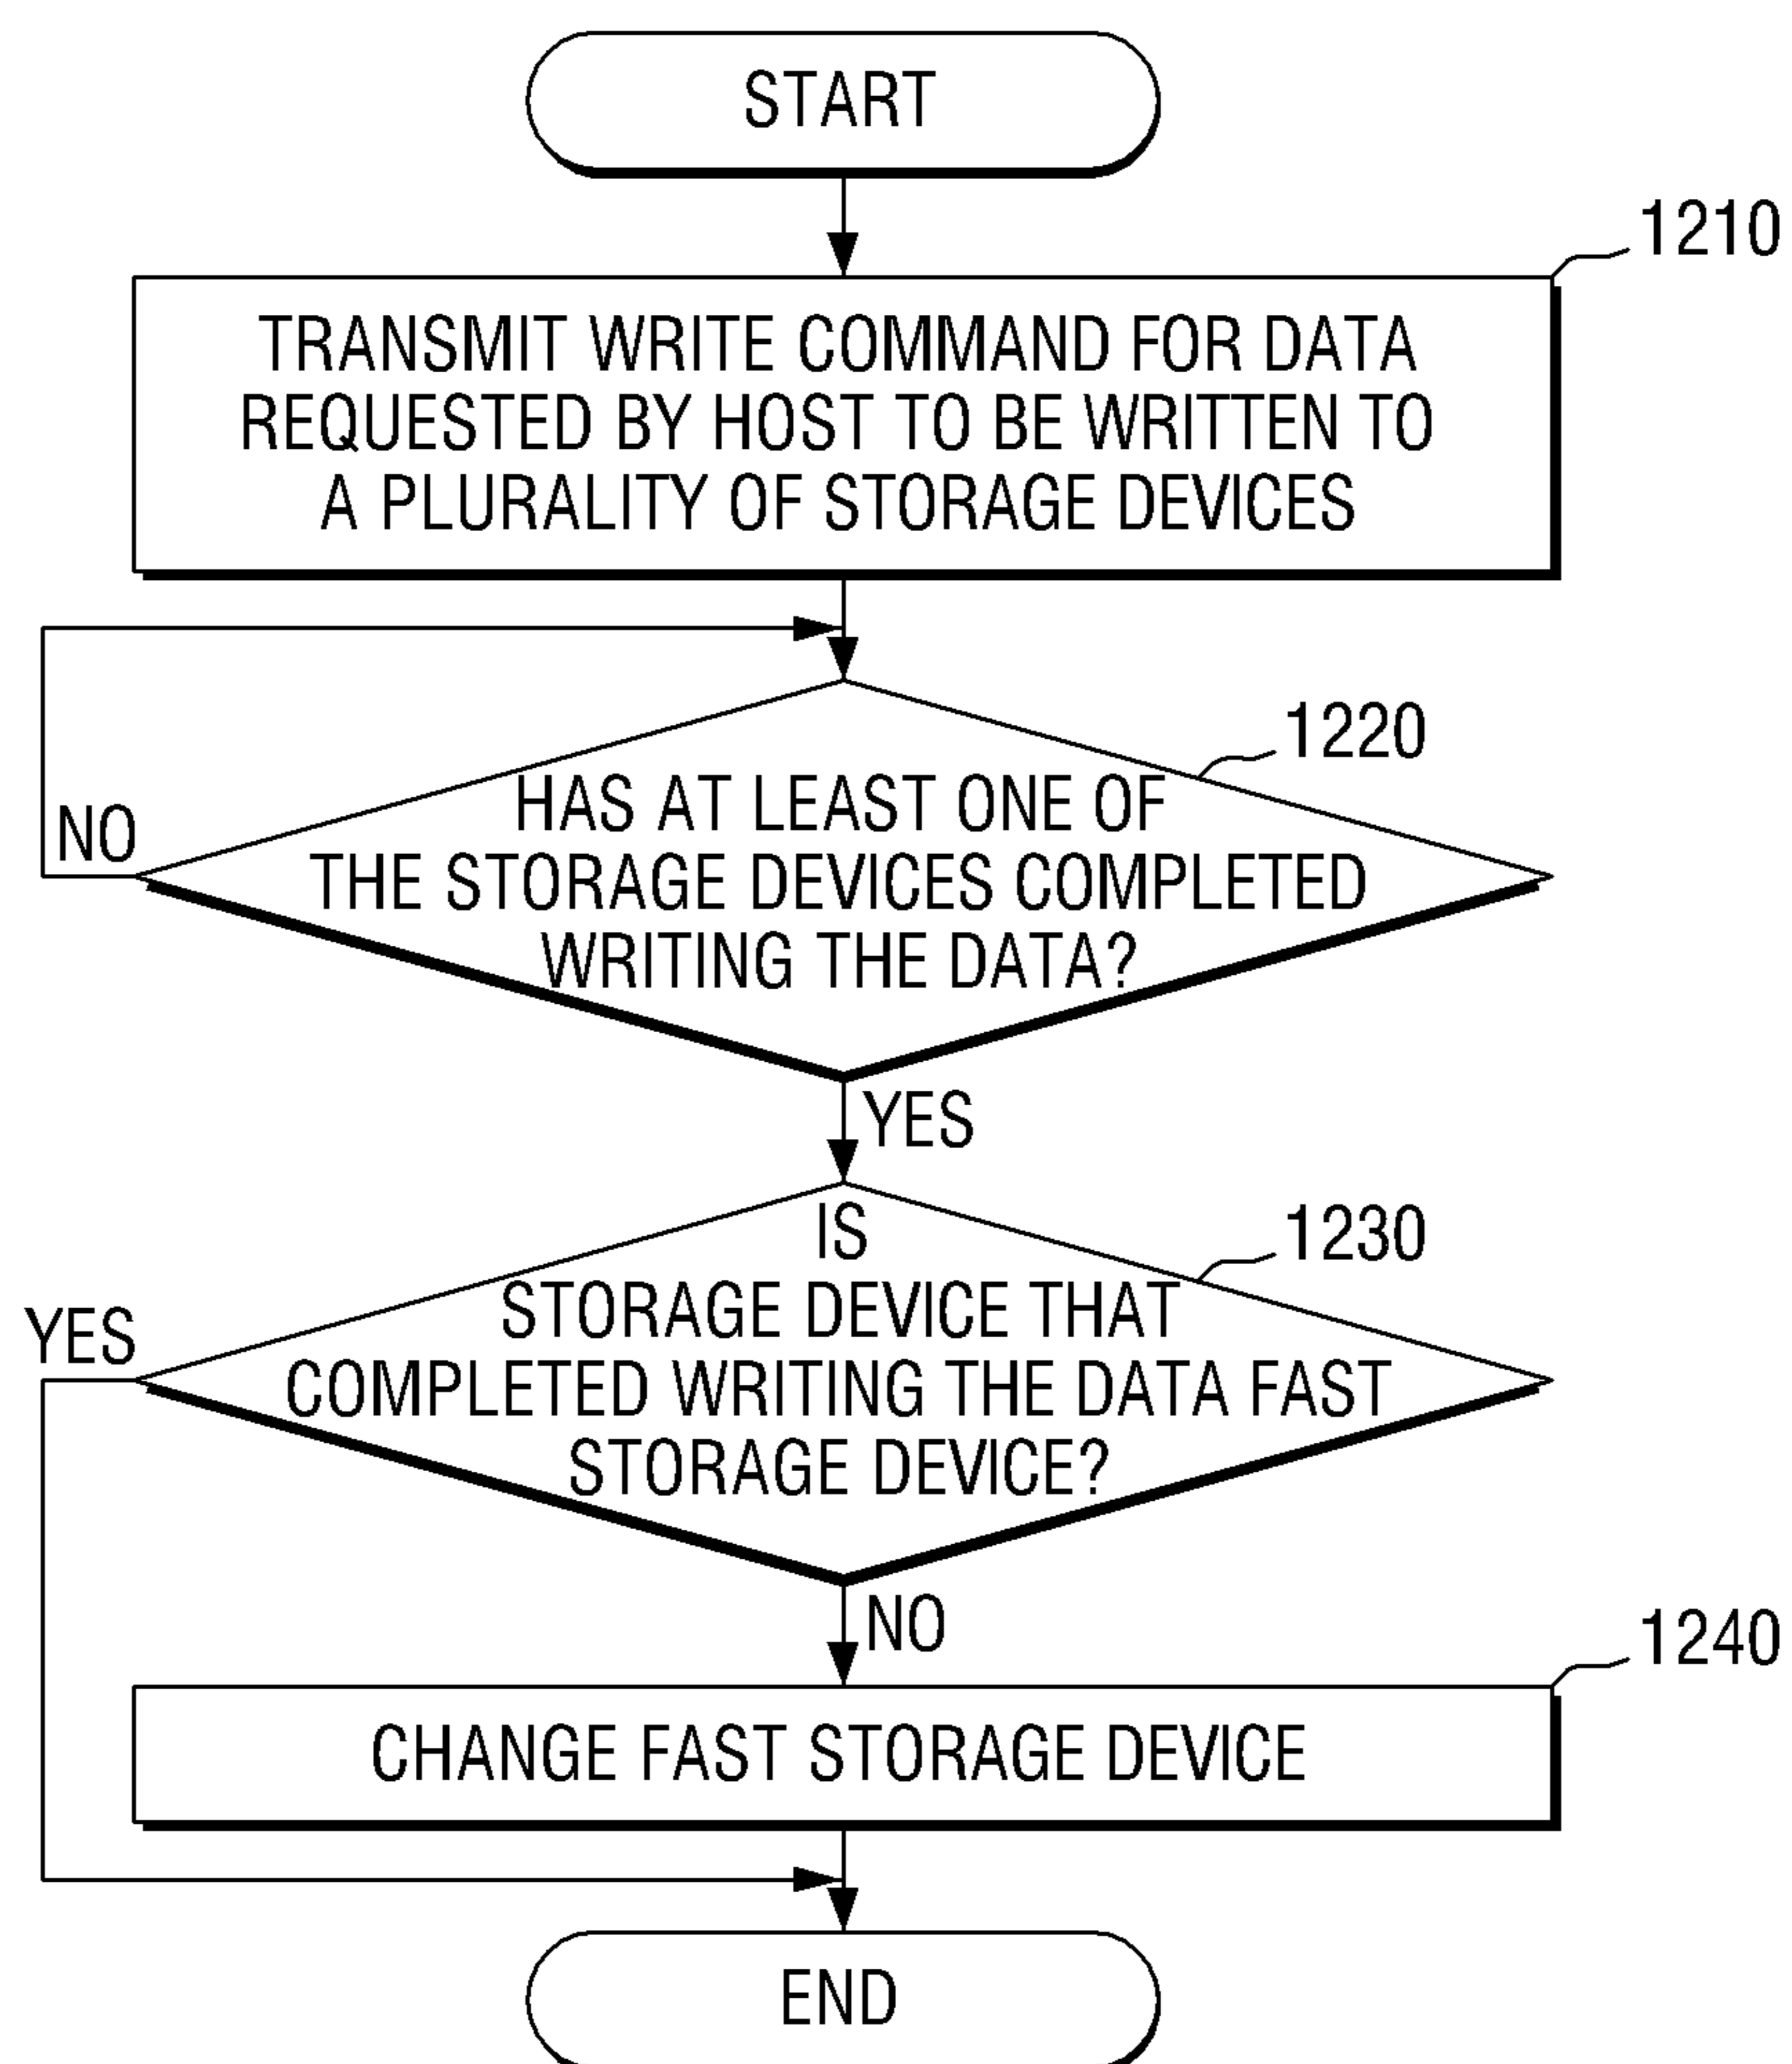 START
1210
TRANSMIT WRITE COMMAND FOR DATA
REQUESTED BY HOST TO BE WRITTEN TO
A PLURALITY OF STORAGE DEVICES
1220
HAS AT LEAST ONE OF
THE STORAGE DEVICES COMPLETED
WRITING THE DATA?
NO
YES
1230
IS
STORAGE DEVICE THAT
COMPLETED WRITING THE DATA FAST
STORAGE DEVICE?
YES
NO
1240
CHANGE FAST STORAGE DEVICE
END